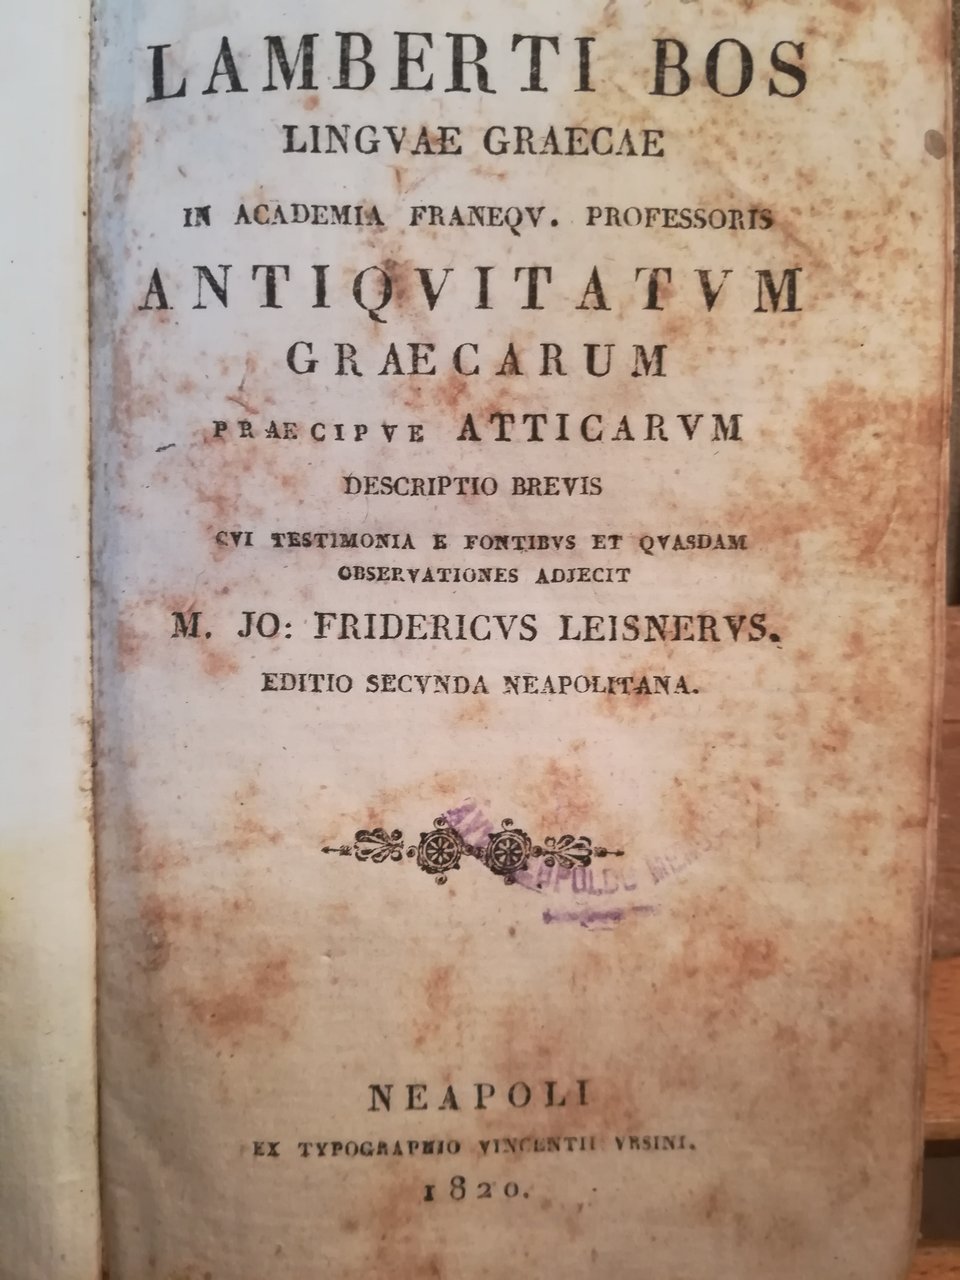 LAMBERTI BOS
LINGVAE GRAECAE
IN ACADEMIA FRANEQV. PROFESSORIS
ANTIQVITATVM
GRAECARUM
PRAECIPVE ATTICARVM
DESCRIPTIO BREVIS
CVI TESTIMONIA E FONTIBVS ET QVASDAM
OBSERVATIONES ADJECIT
M. JO: FRIDERICVS LEISNERVS.
EDITIO SECVNDA NEAPOLITANA.
NEAPOLI
EX TYPOGRAPHIO VINCENTII VRSINI.
1820.